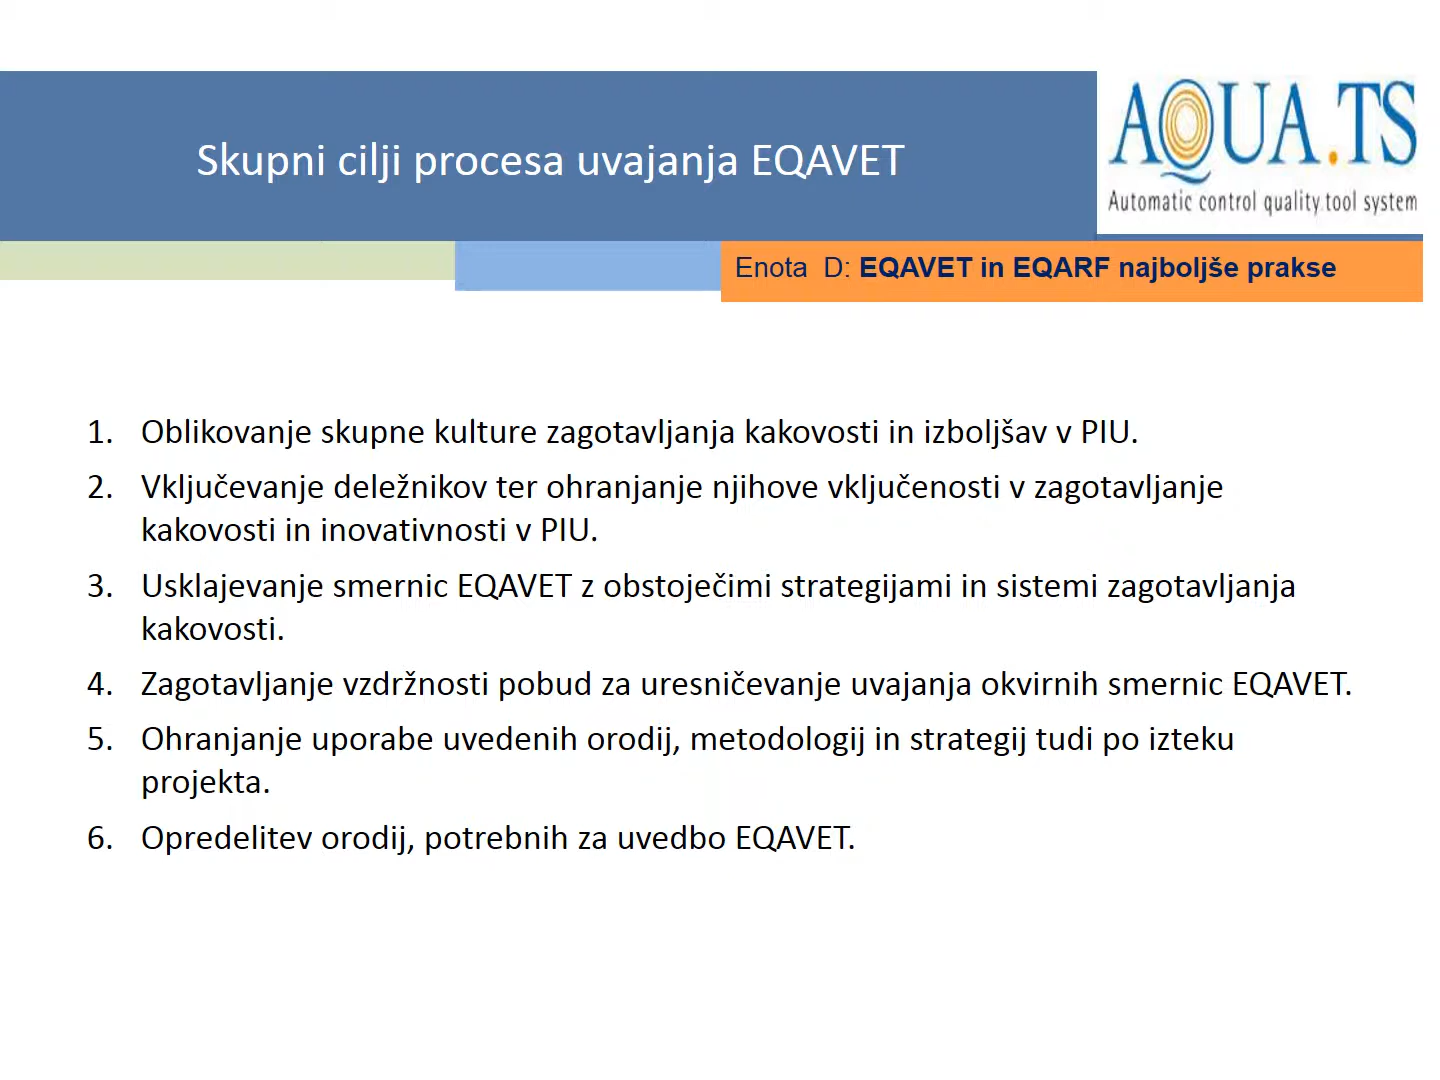 AQUA.TS
Automatic control quality tool system
Skupni cilji procesa uvajanja EQAVET
Enota D: EQAVET in EQARF najboljše prakse
1. Oblikovanje skupne kulture zagotavljanja kakovosti in izboljšav v PIU.
2. Vključevanje deležnikov ter ohranjanje njihove vključenosti v zagotavljanje
kakovosti in inovativnosti v PIU.
3. Usklajevanje smernic EQAVET z obstoječimi strategijami in sistemi zagotavljanja
kakovosti.
4. Zagotavljanje vzdržnosti pobud za uresničevanje uvajanja okvirnih smernic EQAVET.
5. Ohranjanje uporabe uvedenih orodij, metodologij in strategij tudi po izteku
projekta.
6. Opredelitev orodij, potrebnih za uvedbo EQAVET.